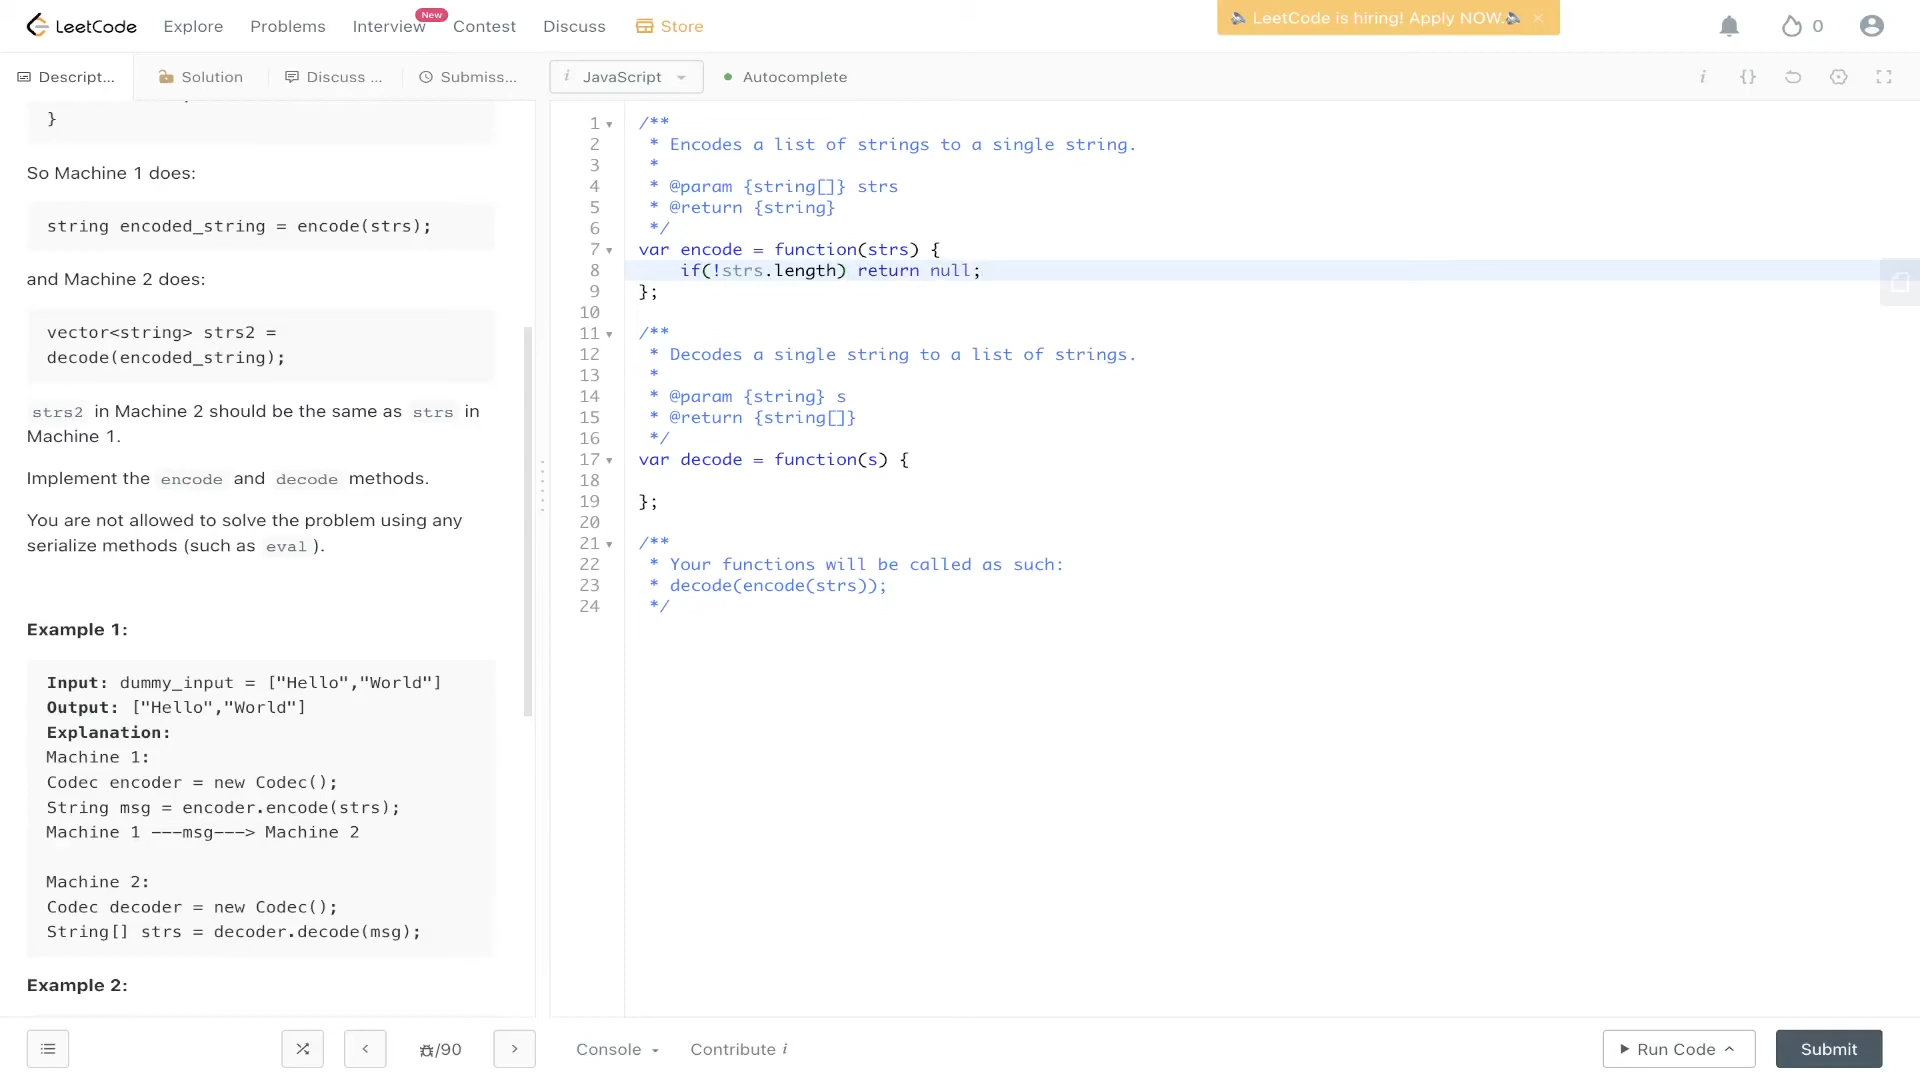 LeetCode Explore Problems Interview New Contest Discuss Store LeetCode is hiring! Apply NOW. 0
Descript... Solution Discuss ... Submiss... i JavaScript Autocomplete
}
So Machine 1 does:
string encoded_string = encode(strs);
and Machine 2 does:
vector<string> strs2 =
decode(encoded_string);
strs2 in Machine 2 should be the same as strs in
Machine 1.
Implement the encode and decode methods.
You are not allowed to solve the problem using any
serialize methods (such as eval ).
Example 1:
Input: dummy_input = ["Hello","World"]
Output: ["Hello","World"]
Explanation:
Machine 1:
Codec encoder = new Codec();
String msg = encoder.encode(strs);
Machine 1 ---msg---> Machine 2
Machine 2:
Codec decoder = new Codec();
String[] strs = decoder.decode(msg);
Example 2:
1 /**
2 * Encodes a list of strings to a single string.
3 *
4 * @param {string[]} strs
5 * @return {string}
6 */
7 var encode = function(strs) {
8 if(!strs.length) return null;
9 };
10
11 /**
12 * Decodes a single string to a list of strings.
13 *
14 * @param {string} s
15 * @return {string[]}
16 */
17 var decode = function(s) {
18
19 };
20
21 /**
22 * Your functions will be called as such:
23 * decode(encode(strs));
24 */
/90 Console Contribute i Run Code Submit